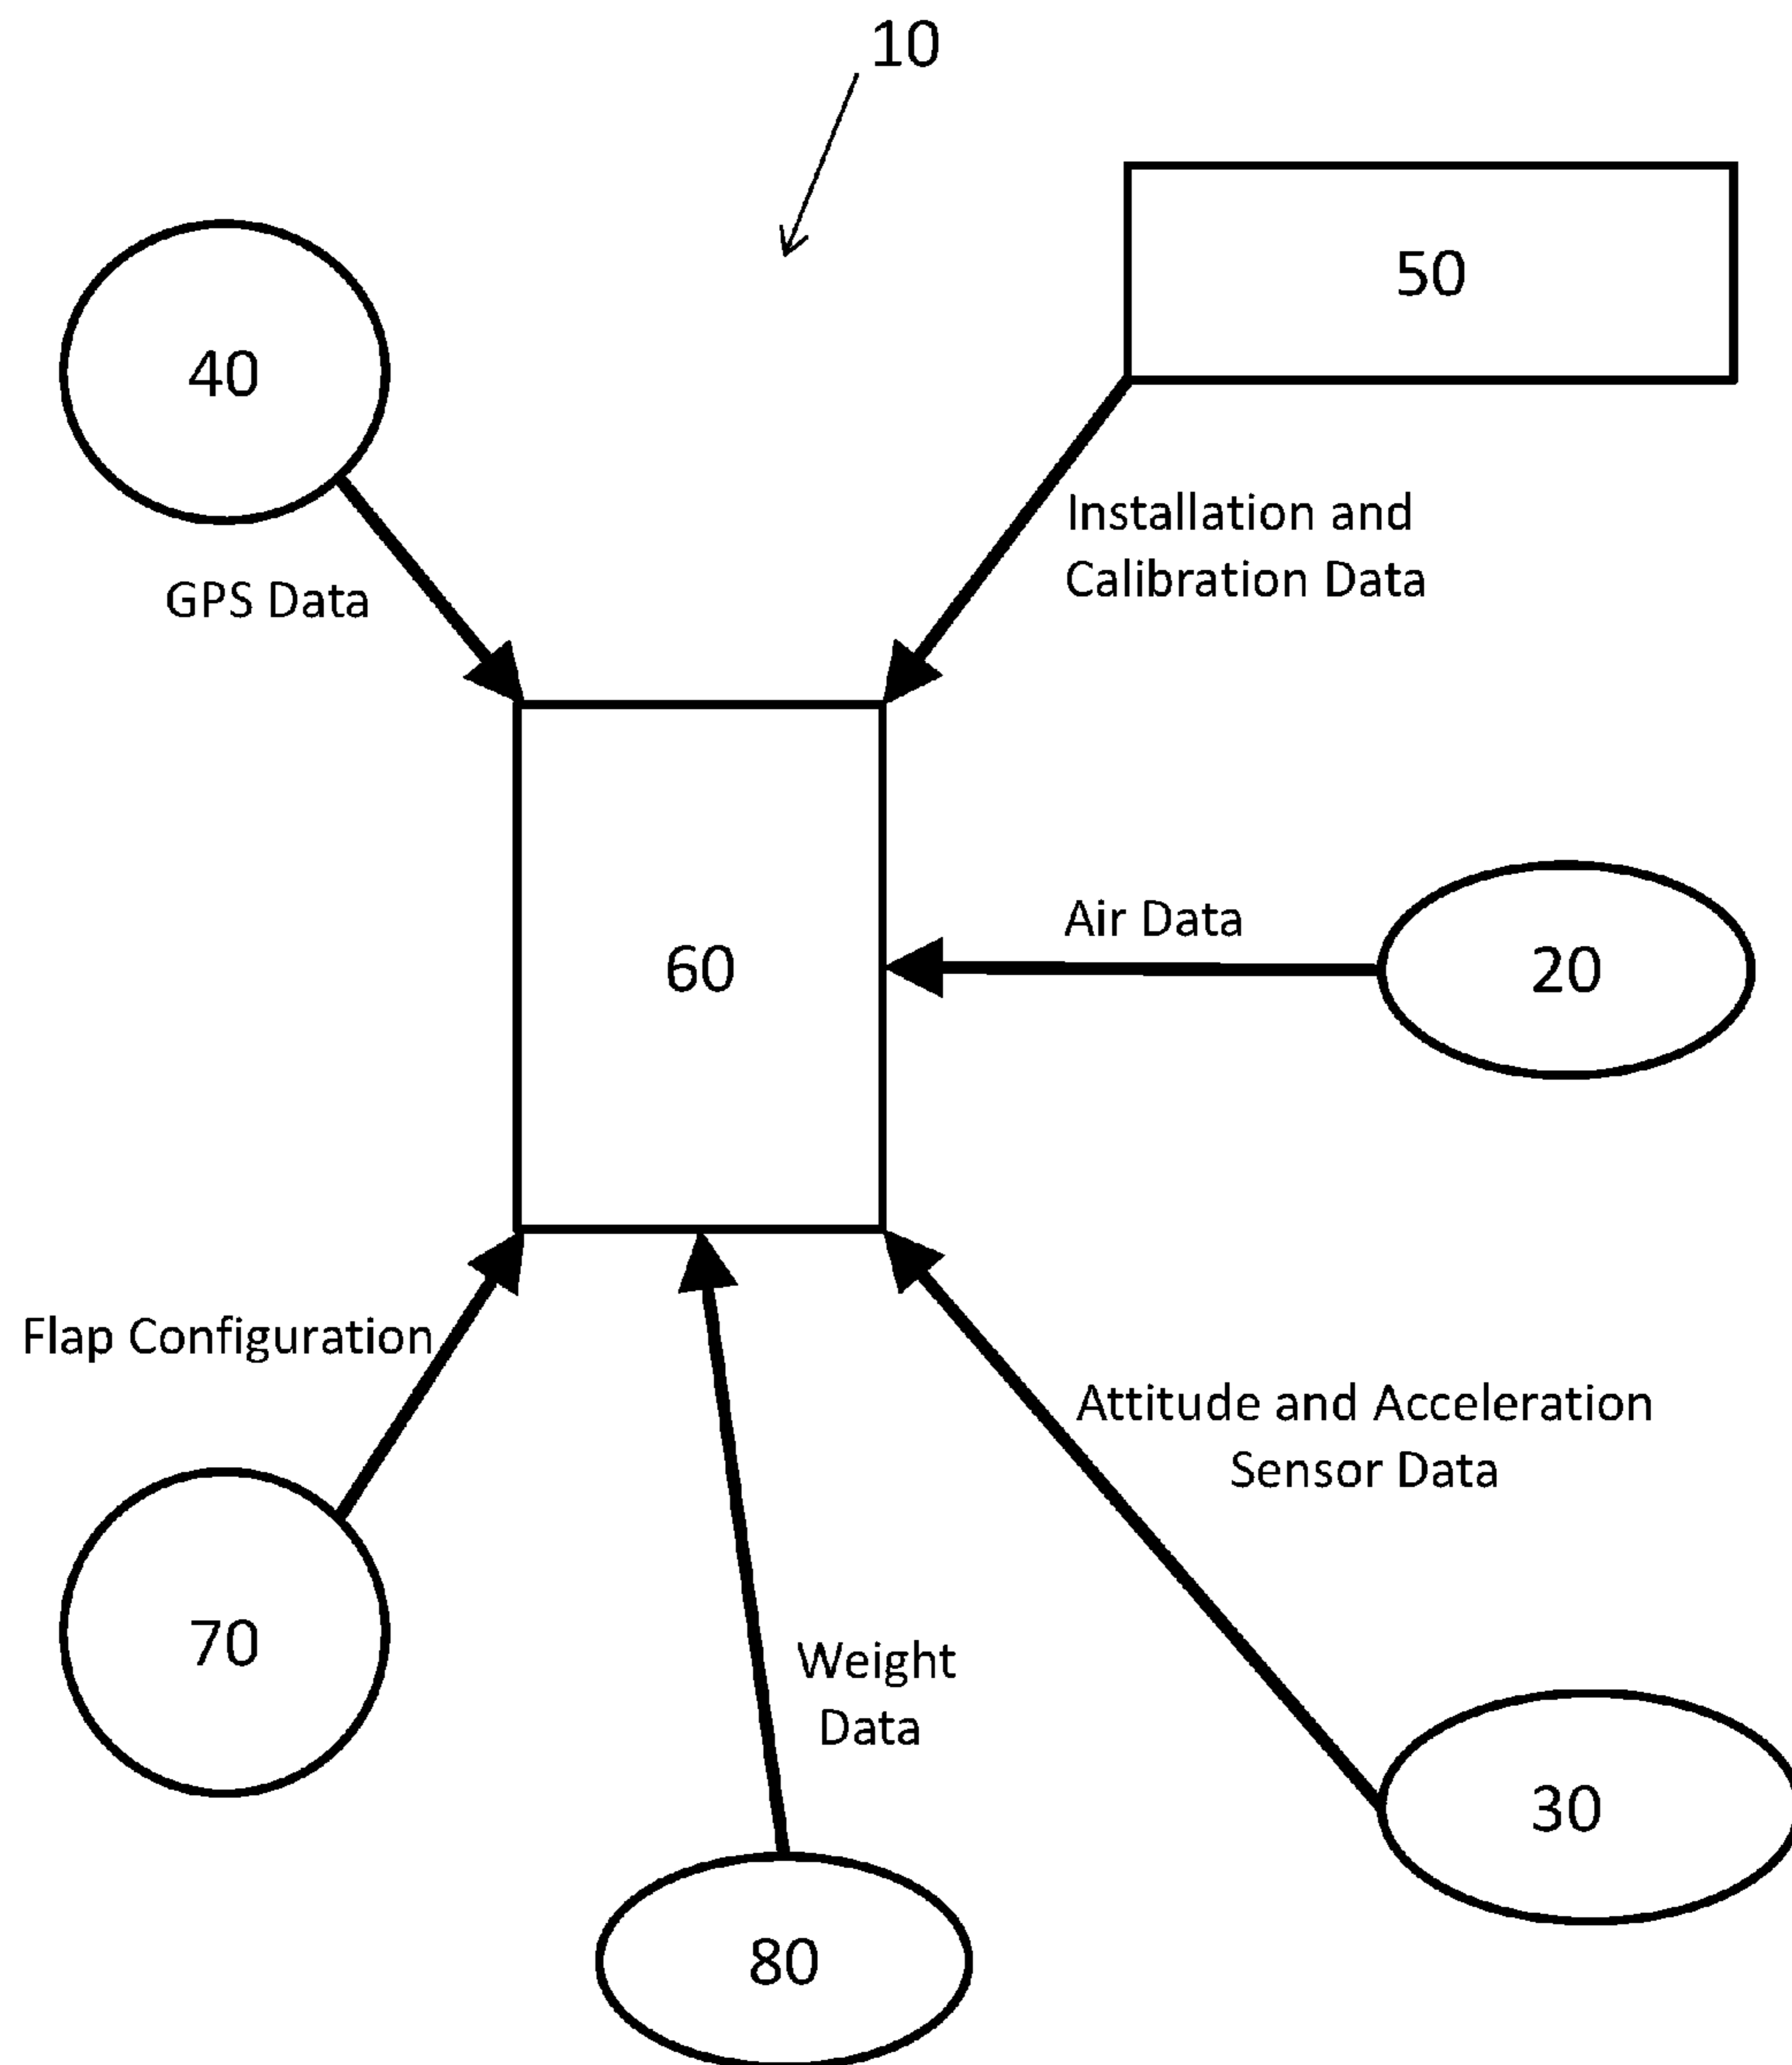 10
50
40
Installation and
Calibration Data
GPS Data
Air Data
60
20
Flap Configuration
Attitude and Acceleration
Sensor Data
70
Weight
Data
30
80